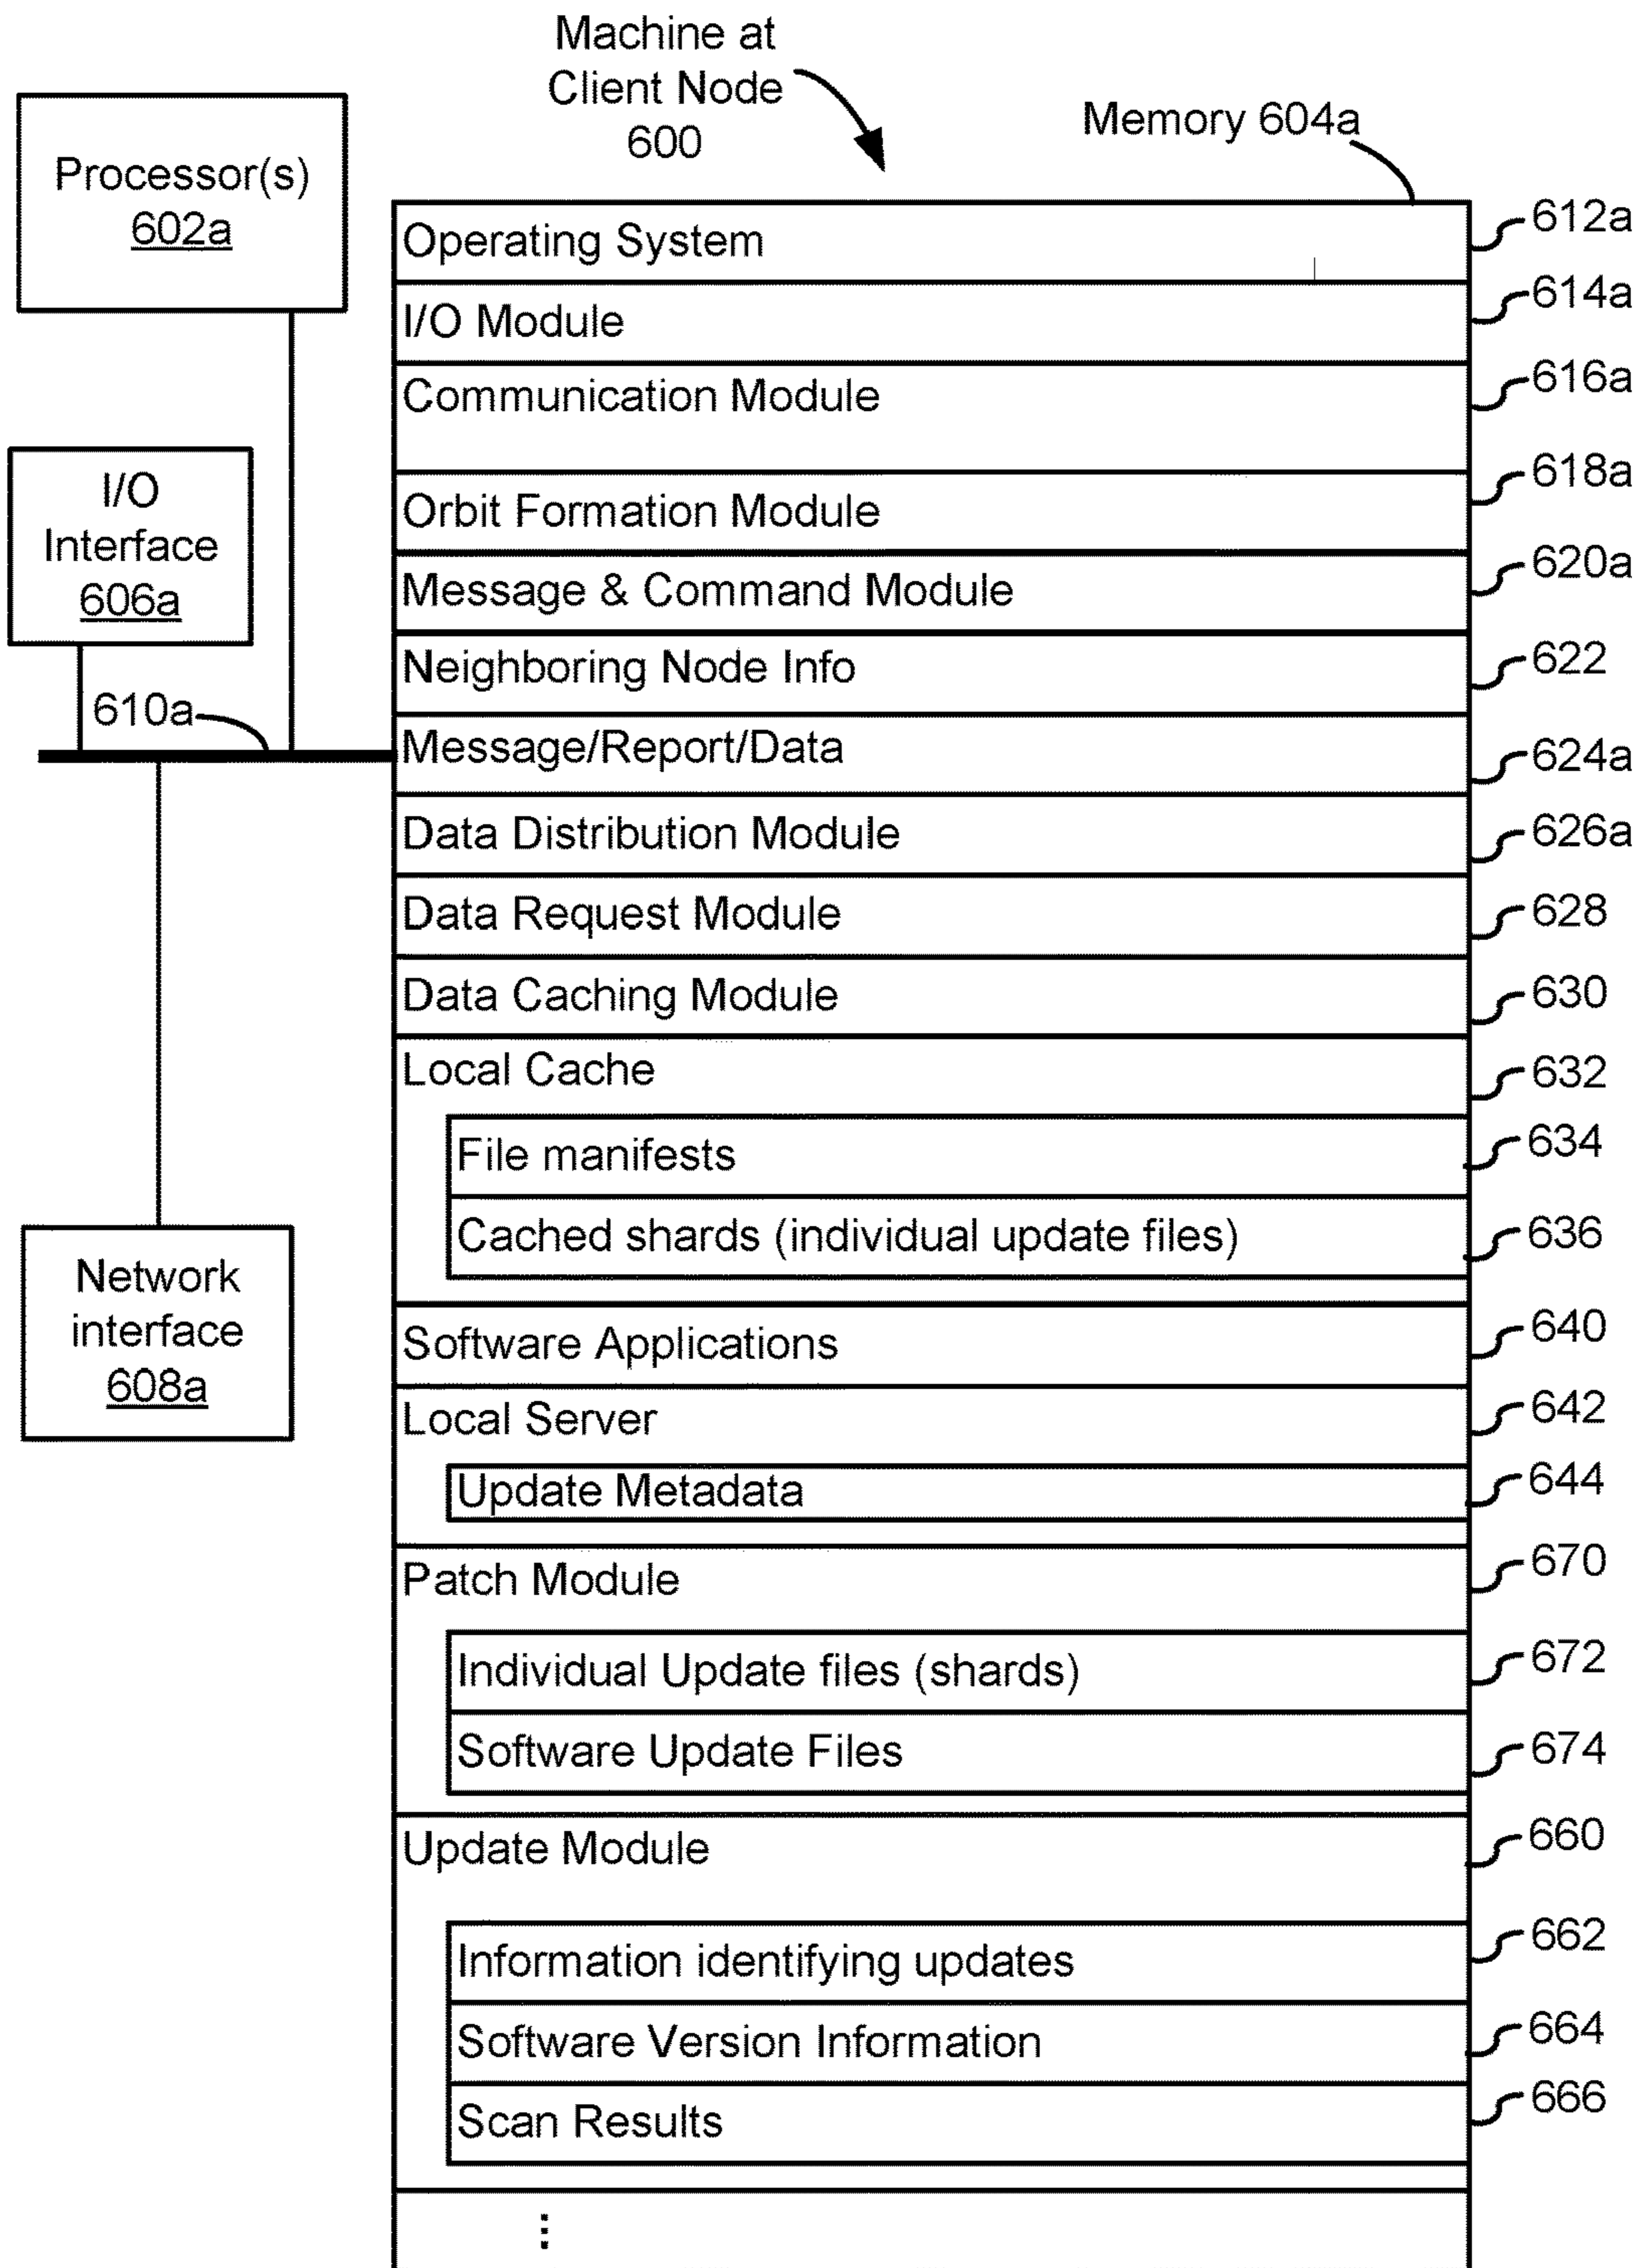 Machine at
Client Node
600
Memory 604a
Processor(s)
602a
I/O
Interface
606a
610a
Network
interface
608a
Operating System
612a
I/O Module
614a
Communication Module
616a
Orbit Formation Module
618a
Message & Command Module
620a
Neighboring Node Info
622
Message/Report/Data
624a
Data Distribution Module
626a
Data Request Module
628
Data Caching Module
630
Local Cache
632
File manifests
634
Cached shards (individual update files)
636
Software Applications
640
Local Server
642
Update Metadata
644
Patch Module
670
Individual Update files (shards)
672
Software Update Files
674
Update Module
660
Information identifying updates
662
Software Version Information
664
Scan Results
666
⋮